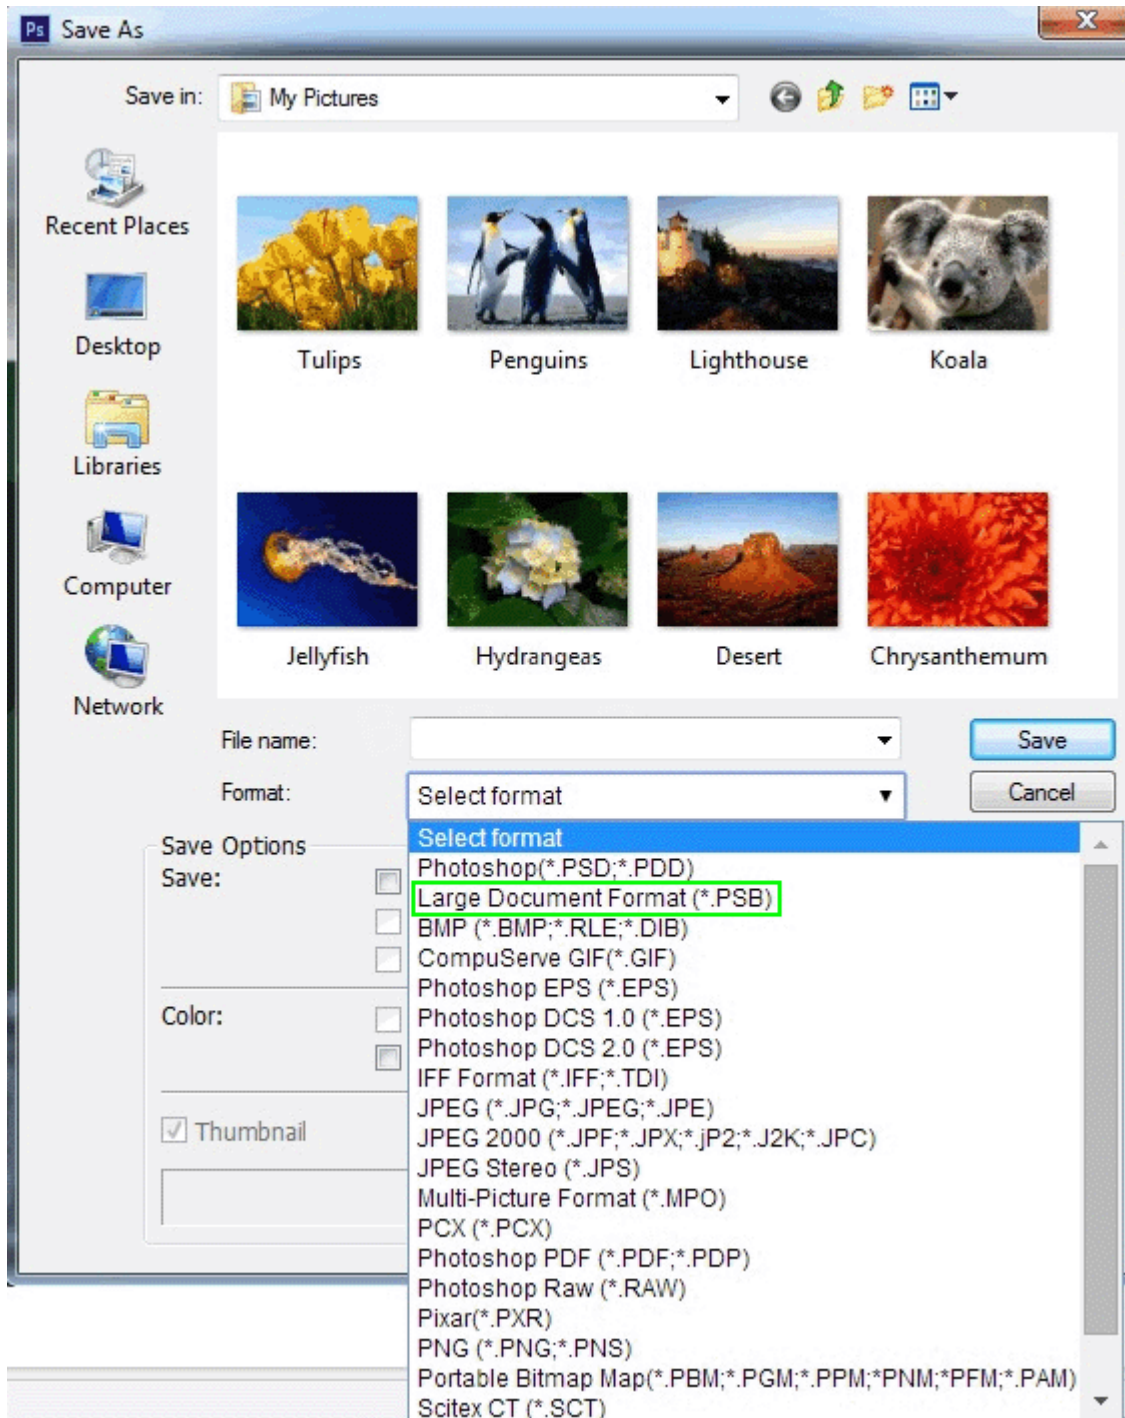 Ps Save As
Save in: My Pictures
Recent Places
Desktop
Libraries
Computer
Network
Tulips Penguins Lighthouse Koala
Jellyfish Hydrangeas Desert Chrysanthemum
File name: Save
Format: Select format Cancel
Save Options
Save:
Color:
Thumbnail
Select format
Photoshop(*.PSD;*.PDD)
Large Document Format (*.PSB)
BMP (*.BMP;*.RLE;*.DIB)
CompuServe GIF(*.GIF)
Photoshop EPS (*.EPS)
Photoshop DCS 1.0 (*.EPS)
Photoshop DCS 2.0 (*.EPS)
IFF Format (*.IFF;*.TDI)
JPEG (*.JPG;*.JPEG;*.JPE)
JPEG 2000 (*.JPF;*.JPX;*.jP2;*.J2K;*.JPC)
JPEG Stereo (*.JPS)
Multi-Picture Format (*.MPO)
PCX (*.PCX)
Photoshop PDF (*.PDF;*.PDP)
Photoshop Raw (*.RAW)
Pixar(*.PXR)
PNG (*.PNG;*.PNS)
Portable Bitmap Map(*.PBM;*.PGM;*.PPM;*PNM;*PFM;*.PAM)
Scitex CT (*.SCT)